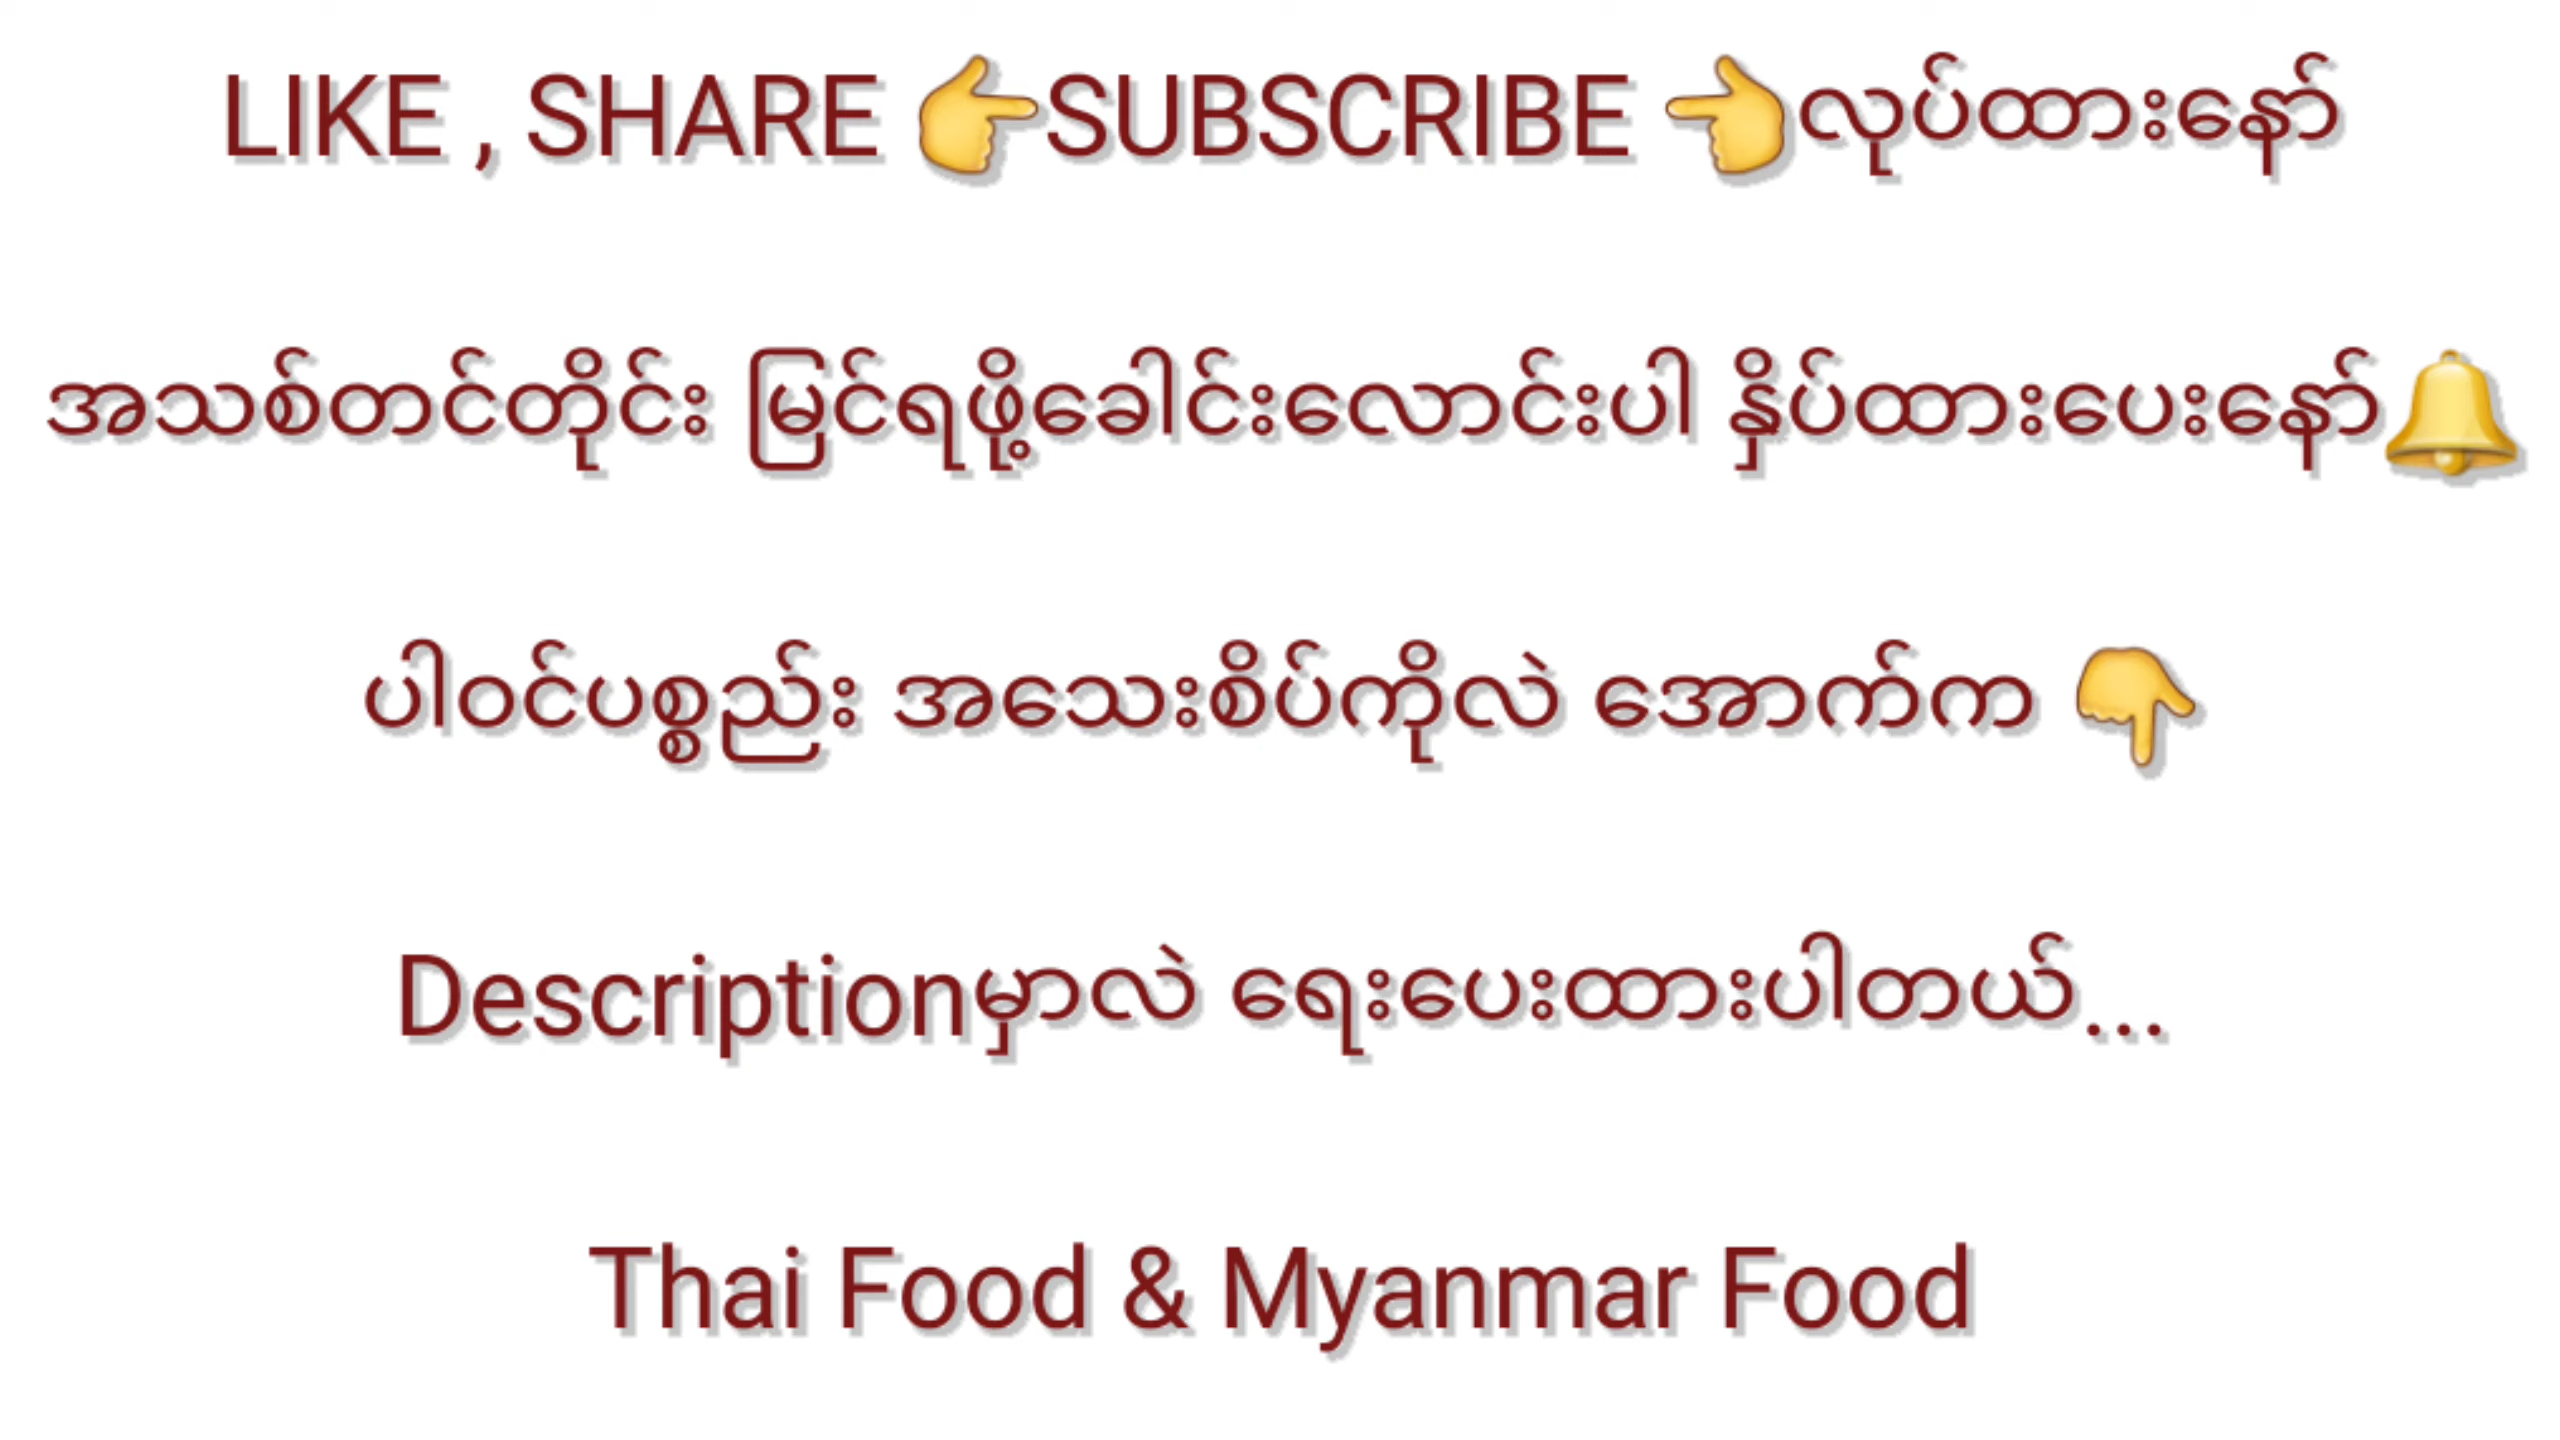 LIKE , SHARE 👉SUBSCRIBE 👈လုပ်ထားနော်
အသစ်တင်တိုင်း မြင်ရဖို့ခေါင်းလောင်းပါ နှိပ်ထားပေးနော်🔔
ပါဝင်ပစ္စည်း အသေးစိပ်ကိုလဲ အောက်က 👇
Descriptionမှာလဲ ရေးပေးထားပါတယ်...
Thai Food & Myanmar Food